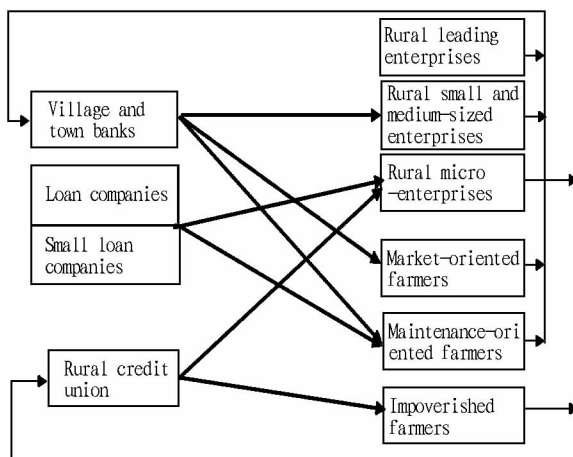 Village and
town banks
Loan companies
Small loan
companies
Rural credit
union
Rural leading
enterprises
Rural small and
medium-sized
enterprises
Rural micro
-enterprises
Market-oriented
farmers
Maintenance-ori
ented farmers
Impoverished
farmers